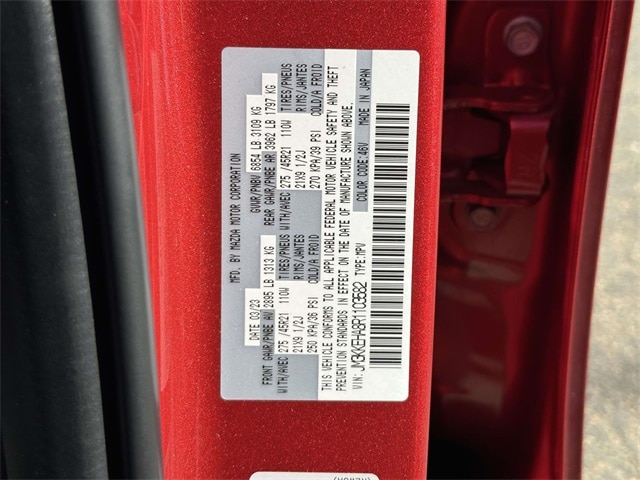 MFD. BY MAZDA MOTOR CORPORATION
DATE 03/23 GVWR/PNBV 6854 LB 3109 KG
FRONT GAWR/PNBE AV 2895 LB 1313 KG REAR GAWR/PNBE AR 3962 LB 1797 KG
WITH/AVEC TIRES/PNEUS WITH/AVEC TIRES/PNEUS
275 /45R21 110W RIMS/JANTES 275 /45R21 110W RIMS/JANTES
21X9 1/2J 21X9 1/2J
250 KPA/36 PSI COLD/A FROID 270 KPA/39 PSI COLD/A FROID
THIS VEHICLE CONFORMS TO ALL APPLICABLE FEDERAL MOTOR VEHICLE SAFETY AND THEFT
PREVENTION STANDARDS IN EFFECT ON THE DATE OF MANUFACTURE SHOWN ABOVE.
VIN: JM3KKEHA8R1103582 TYPE:MPV COLOR CODE:46V MADE IN JAPAN